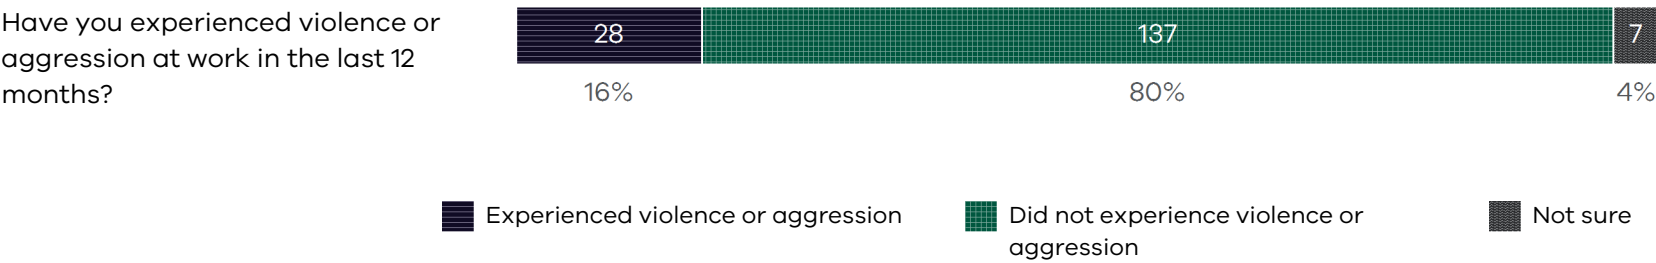 Have you experienced violence or
aggression at work in the last 12
months?
28
137
7
16%
80%
4%
Experienced violence or aggression
Did not experience violence or
aggression
Not sure